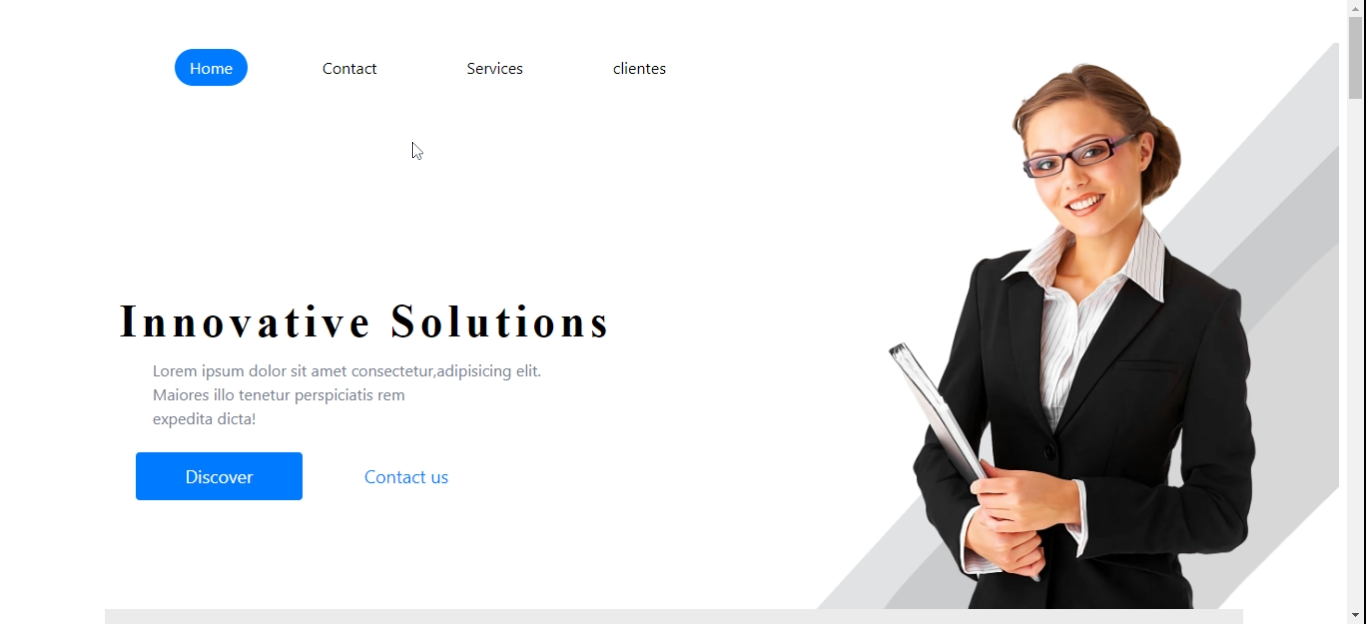 Home Contact Services clientes
Innovative Solutions
Lorem ipsum dolor sit amet consectetur,adipisicing elit.
Maiores illo tenetur perspiciatis rem
expedita dicta!
Discover Contact us